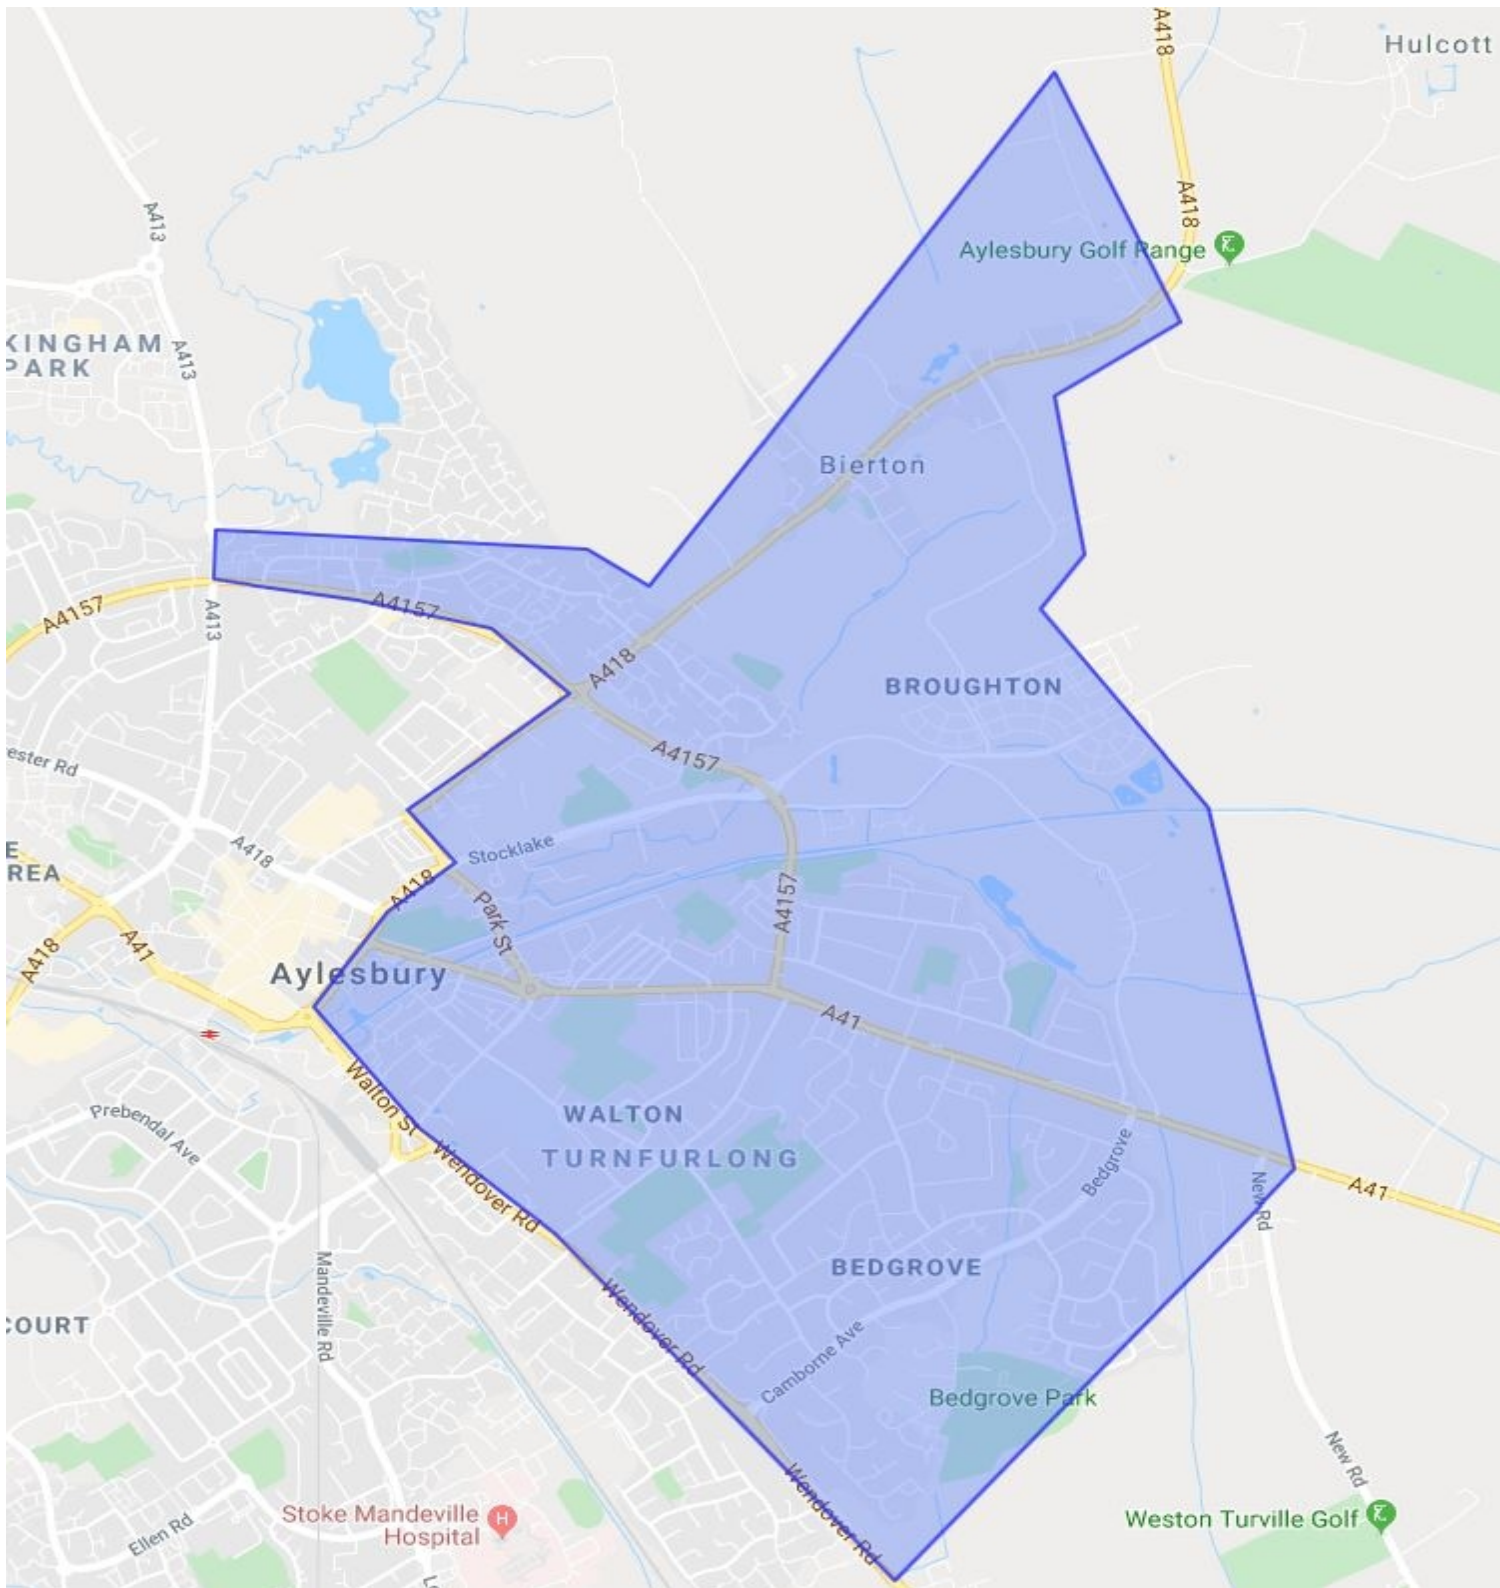 A418
Hulcott
A413
A418
Aylesbury Golf Range
KINGHAM
PARK
A413
Bierton
A4157
A4157
A413
A418
BROUGHTON
A4157
ester Rd
A418
Stocklake
E
REA
A418
Park St
A4157
A418
A41
Aylesbury
A41
Walton St
Prebendal Ave
WALTON
TURNFURLONG
Wendover Rd
Bedgrove
A41
New Rd
BEDGROVE
Mandeville Rd
COURT
Wendover Rd
Camborne Ave
Bedgrove Park
New Rd
Wendover Rd
Stoke Mandeville
Hospital
H
Weston Turville Golf
Ellen Rd